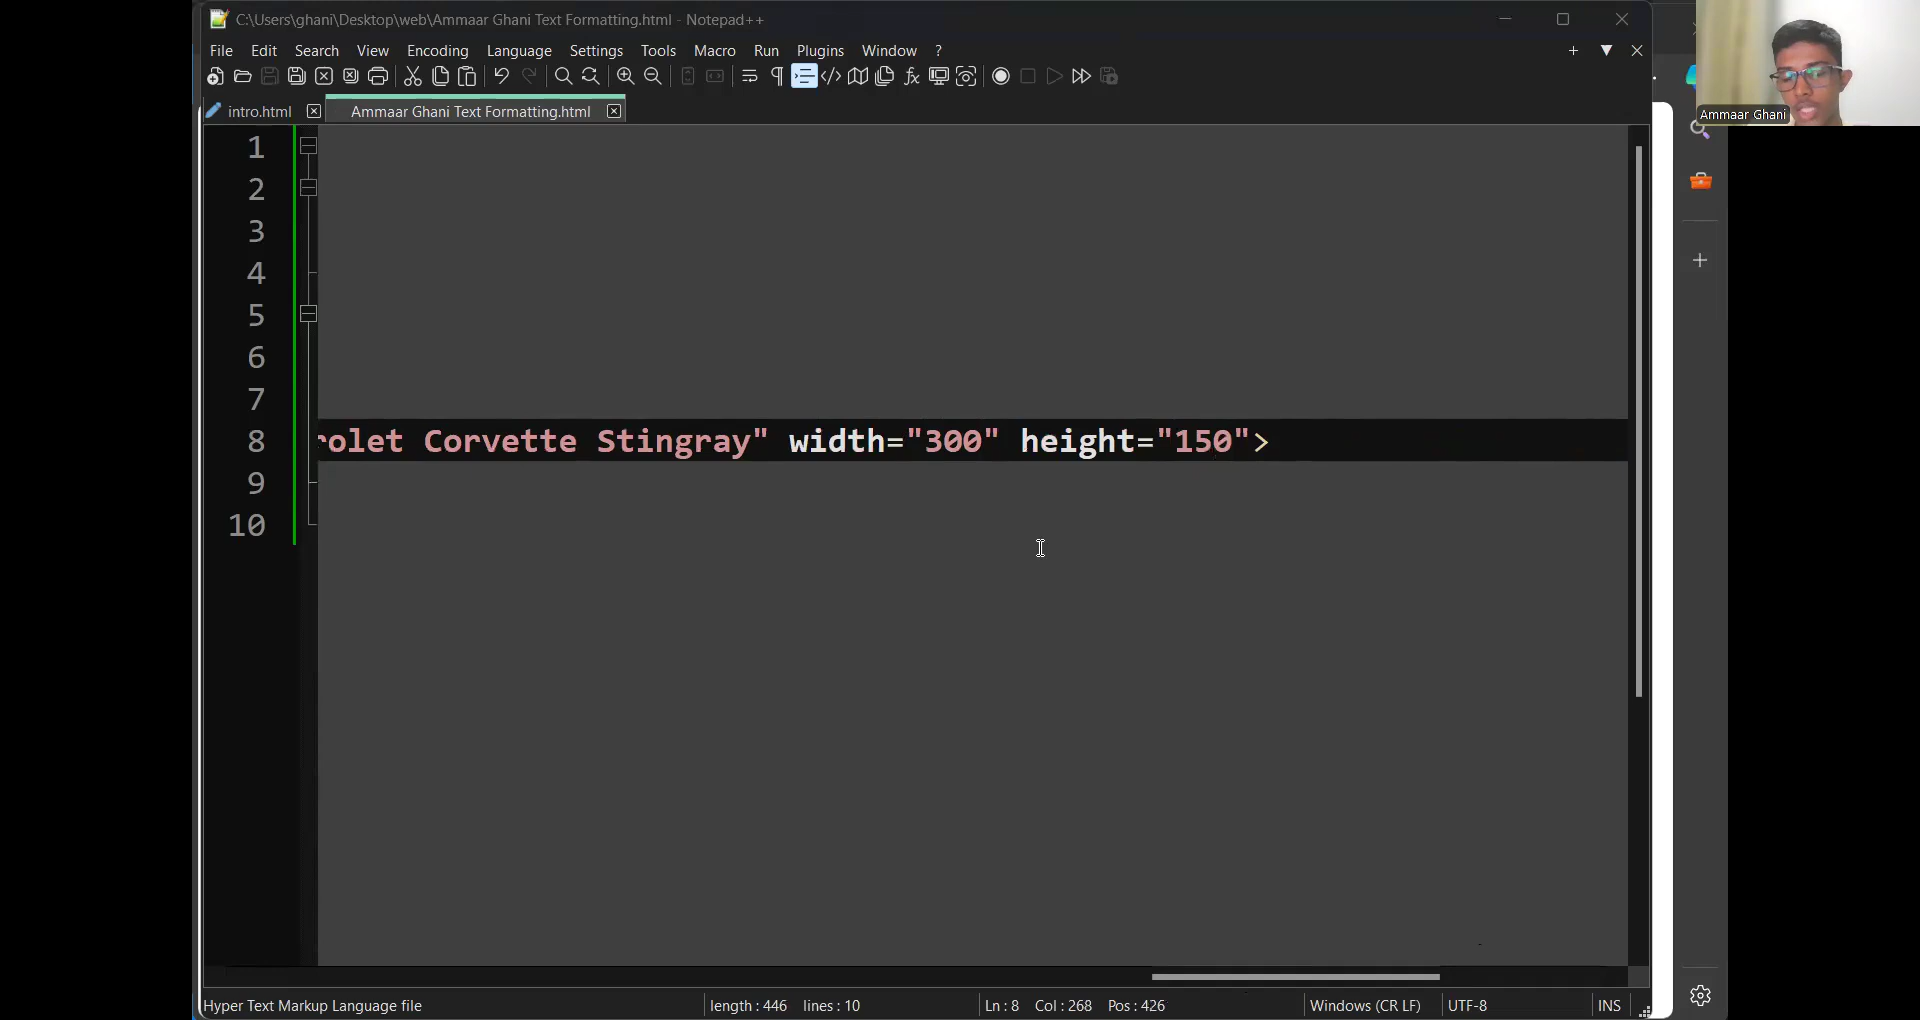 C:\Users\ghani\Desktop\web\Ammaar Ghani Text Formatting.html - Notepad++
File Edit Search View Encoding Language Settings Tools Macro Run Plugins Window ?
intro.html Ammaar Ghani Text Formatting.html
Ammaar Ghani
1
2
3
4
5
6
7
8 rolet Corvette Stingray" width="300" height="150">
9
10
Hyper Text Markup Language file length : 446 lines : 10 Ln : 8 Col : 268 Pos : 426 Windows (CR LF) UTF-8 INS